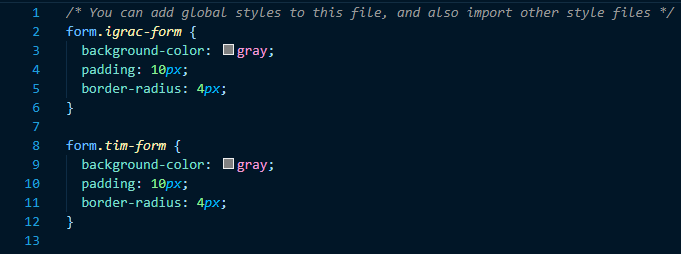 1 /* You can add global styles to this file, and also import other style files */
2 form.igrac-form {
3 background-color: gray;
4 padding: 10px;
5 border-radius: 4px;
6 }
7
8 form.tim-form {
9 background-color: gray;
10 padding: 10px;
11 border-radius: 4px;
12 }
13